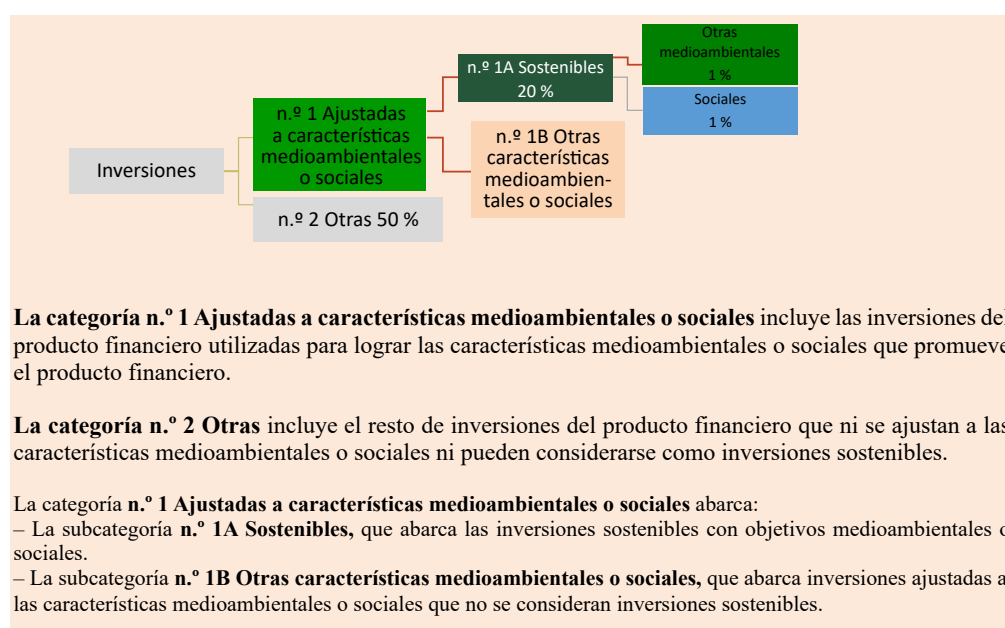 Otras
medioambientales
1 %
n.º 1A Sostenibles
20 %
Sociales
1 %
n.º 1 Ajustadas
a características
medioambientales
o sociales
n.º 1B Otras
características
medioambien-
tales o sociales
Inversiones
n.º 2 Otras 50 %
La categoría n.º 1 Ajustadas a características medioambientales o sociales incluye las inversiones del
producto financiero utilizadas para lograr las características medioambientales o sociales que promueve
el producto financiero.
La categoría n.º 2 Otras incluye el resto de inversiones del producto financiero que ni se ajustan a las
características medioambientales o sociales ni pueden considerarse como inversiones sostenibles.
La categoría n.º 1 Ajustadas a características medioambientales o sociales abarca:
– La subcategoría n.º 1A Sostenibles, que abarca las inversiones sostenibles con objetivos medioambientales o
sociales.
– La subcategoría n.º 1B Otras características medioambientales o sociales, que abarca inversiones ajustadas a
las características medioambientales o sociales que no se consideran inversiones sostenibles.